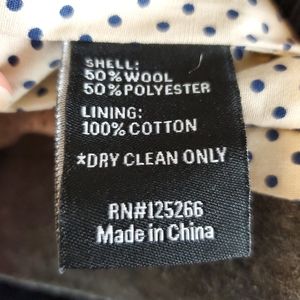 SHELL:
50%WOOL
50%POLYESTER
LINING:
100% COTTON
*DRY CLEAN ONLY
RN#125266
Made in China